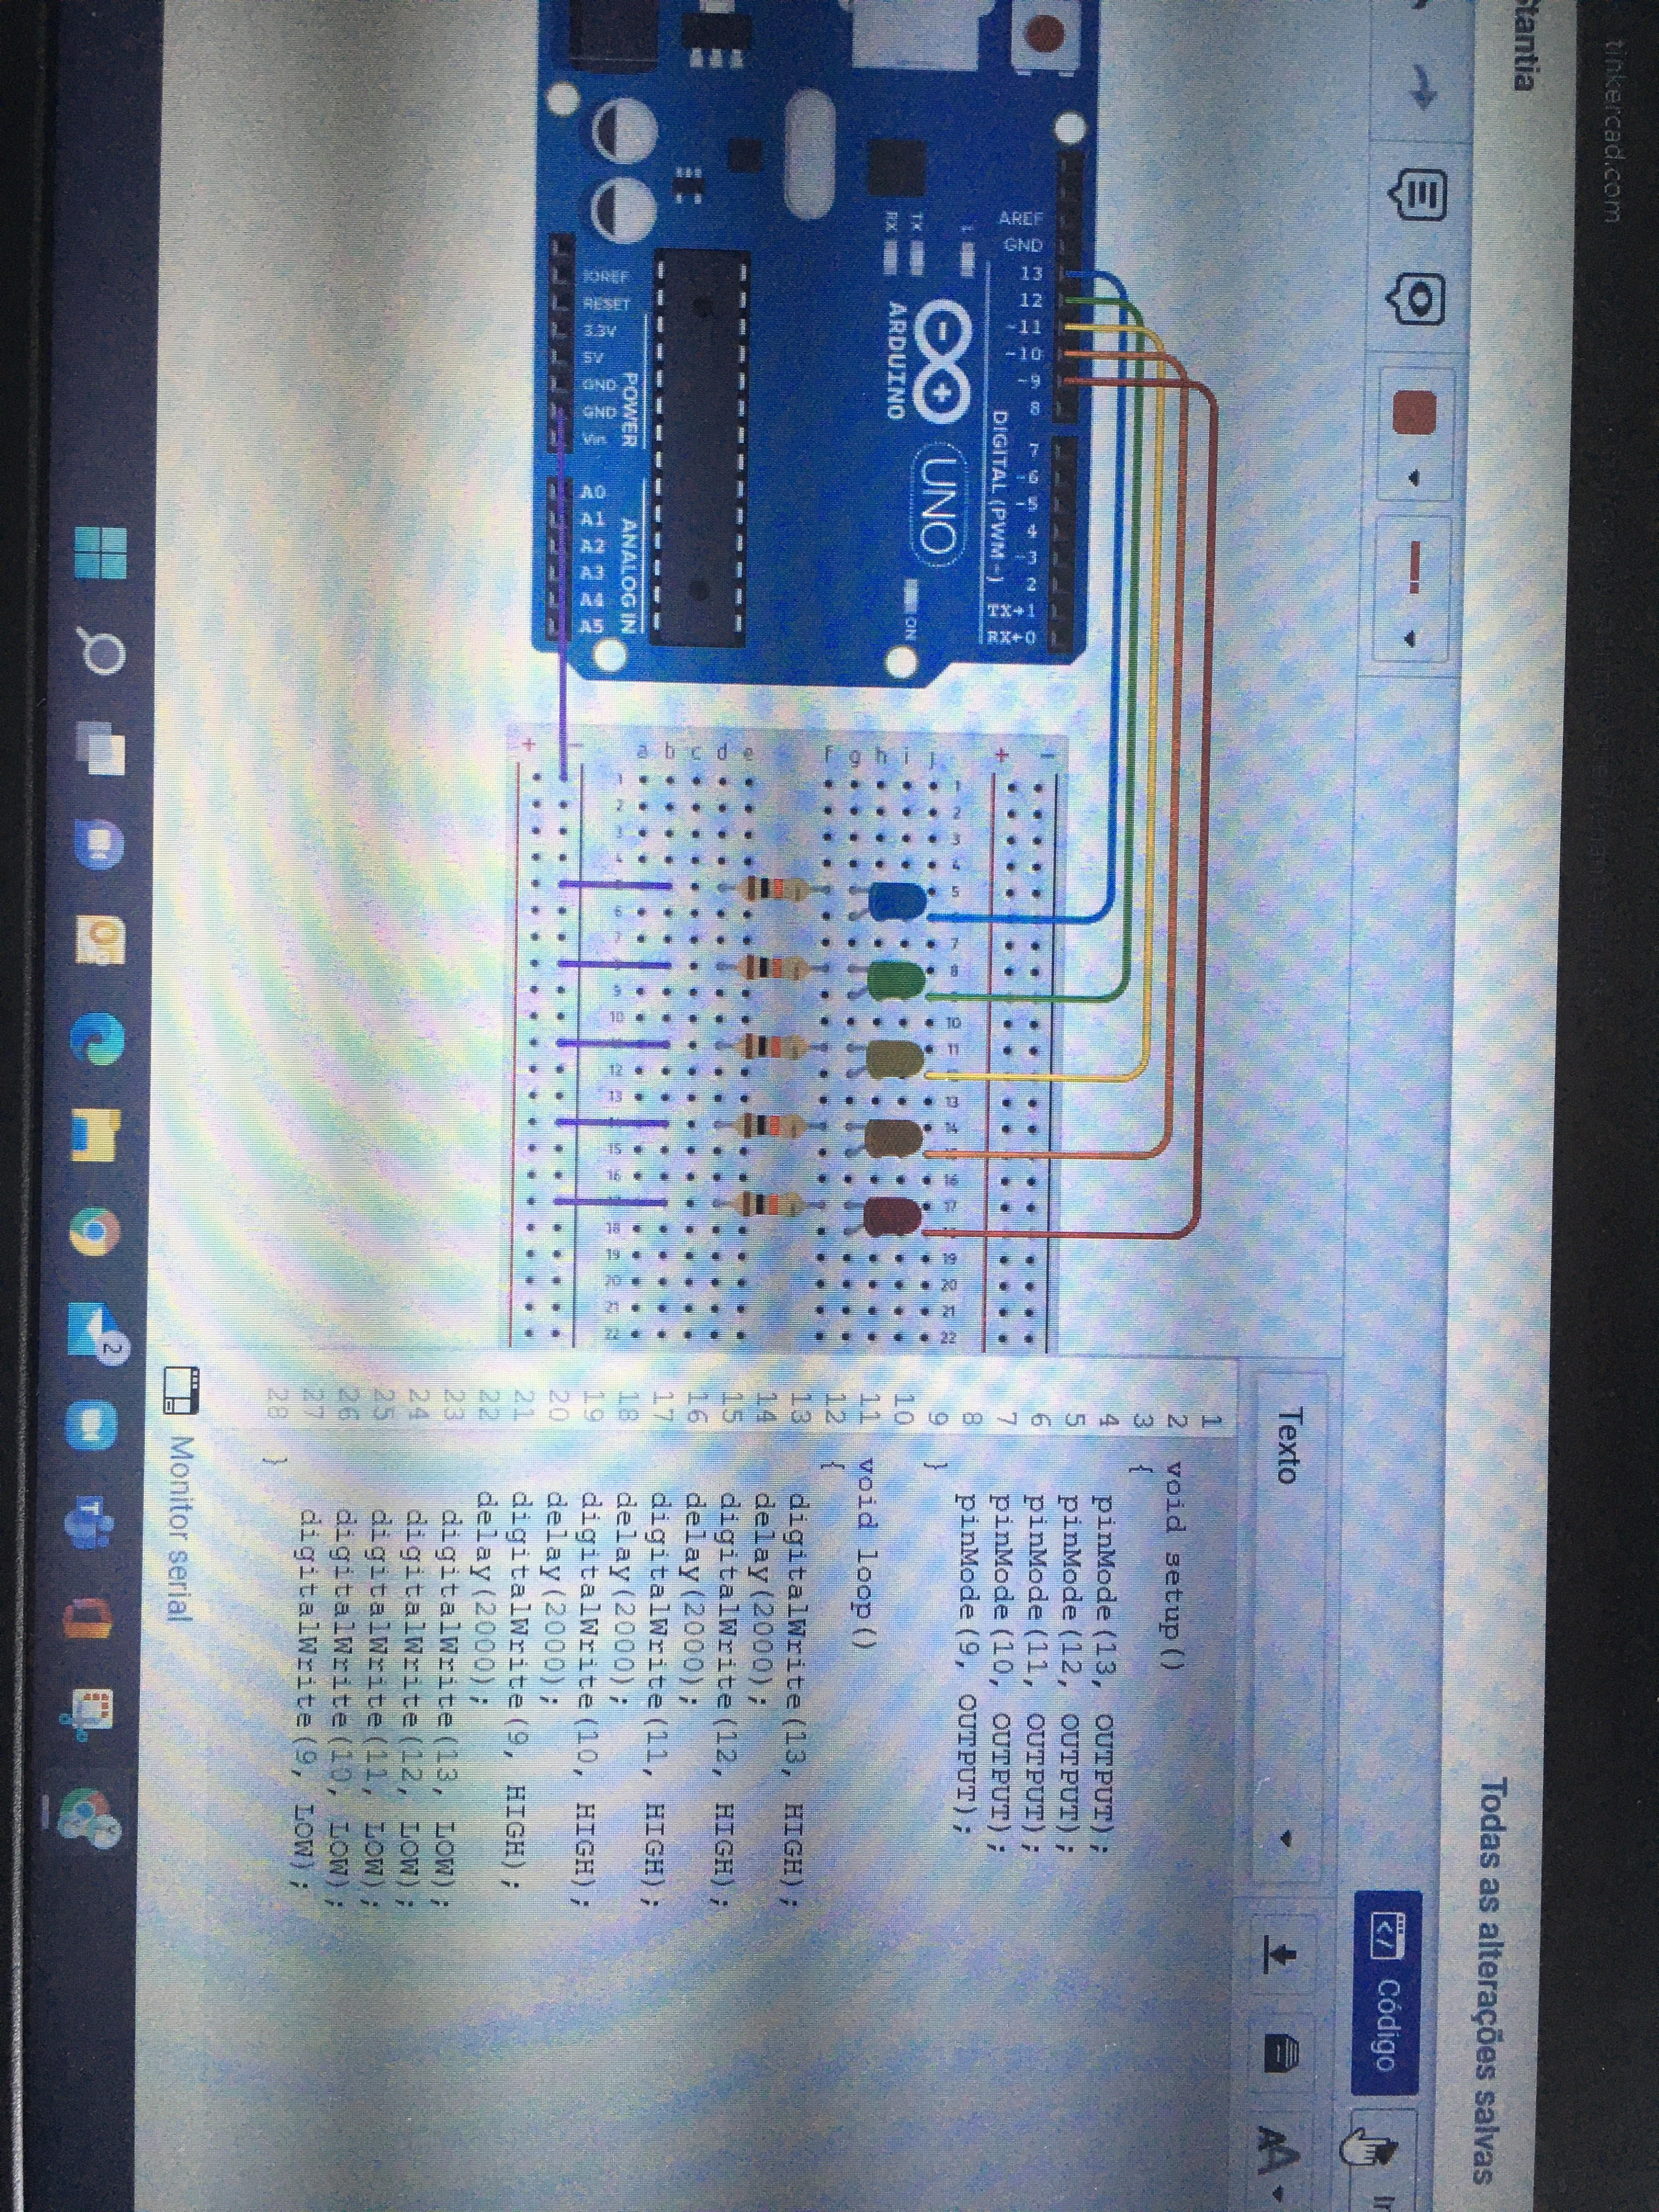 tinkercad.com
stantia
Todas as alterações salvas
Código
Texto
AREF
GND
13
12
~11
~10
~9
8
7
~6
~5
4
~3
2
TX→1
RX←0
DIGITAL (PWM~)
L
TX
RX
ARDUINO
UNO
ON
IOREF
RESET
3.3V
5V
GND
GND
Vin
POWER
A0
A1
A2
A3
A4
A5
ANALOG IN
a b c d e
f g h i j
1
2 void setup()
3 {
4 pinMode(13, OUTPUT);
5 pinMode(12, OUTPUT);
6 pinMode(11, OUTPUT);
7 pinMode(10, OUTPUT);
8 pinMode(9, OUTPUT);
9 }
10
11 void loop()
12 {
13 digitalWrite(13, HIGH);
14 delay(2000);
15 digitalWrite(12, HIGH);
16 delay(2000);
17 digitalWrite(11, HIGH);
18 delay(2000);
19 digitalWrite(10, HIGH);
20 delay(2000);
21 digitalWrite(9, HIGH);
22 delay(2000);
23 digitalWrite(13, LOW);
24 digitalWrite(12, LOW);
25 digitalWrite(11, LOW);
26 digitalWrite(10, LOW);
27 digitalWrite(9, LOW);
28 }
Monitor serial
2